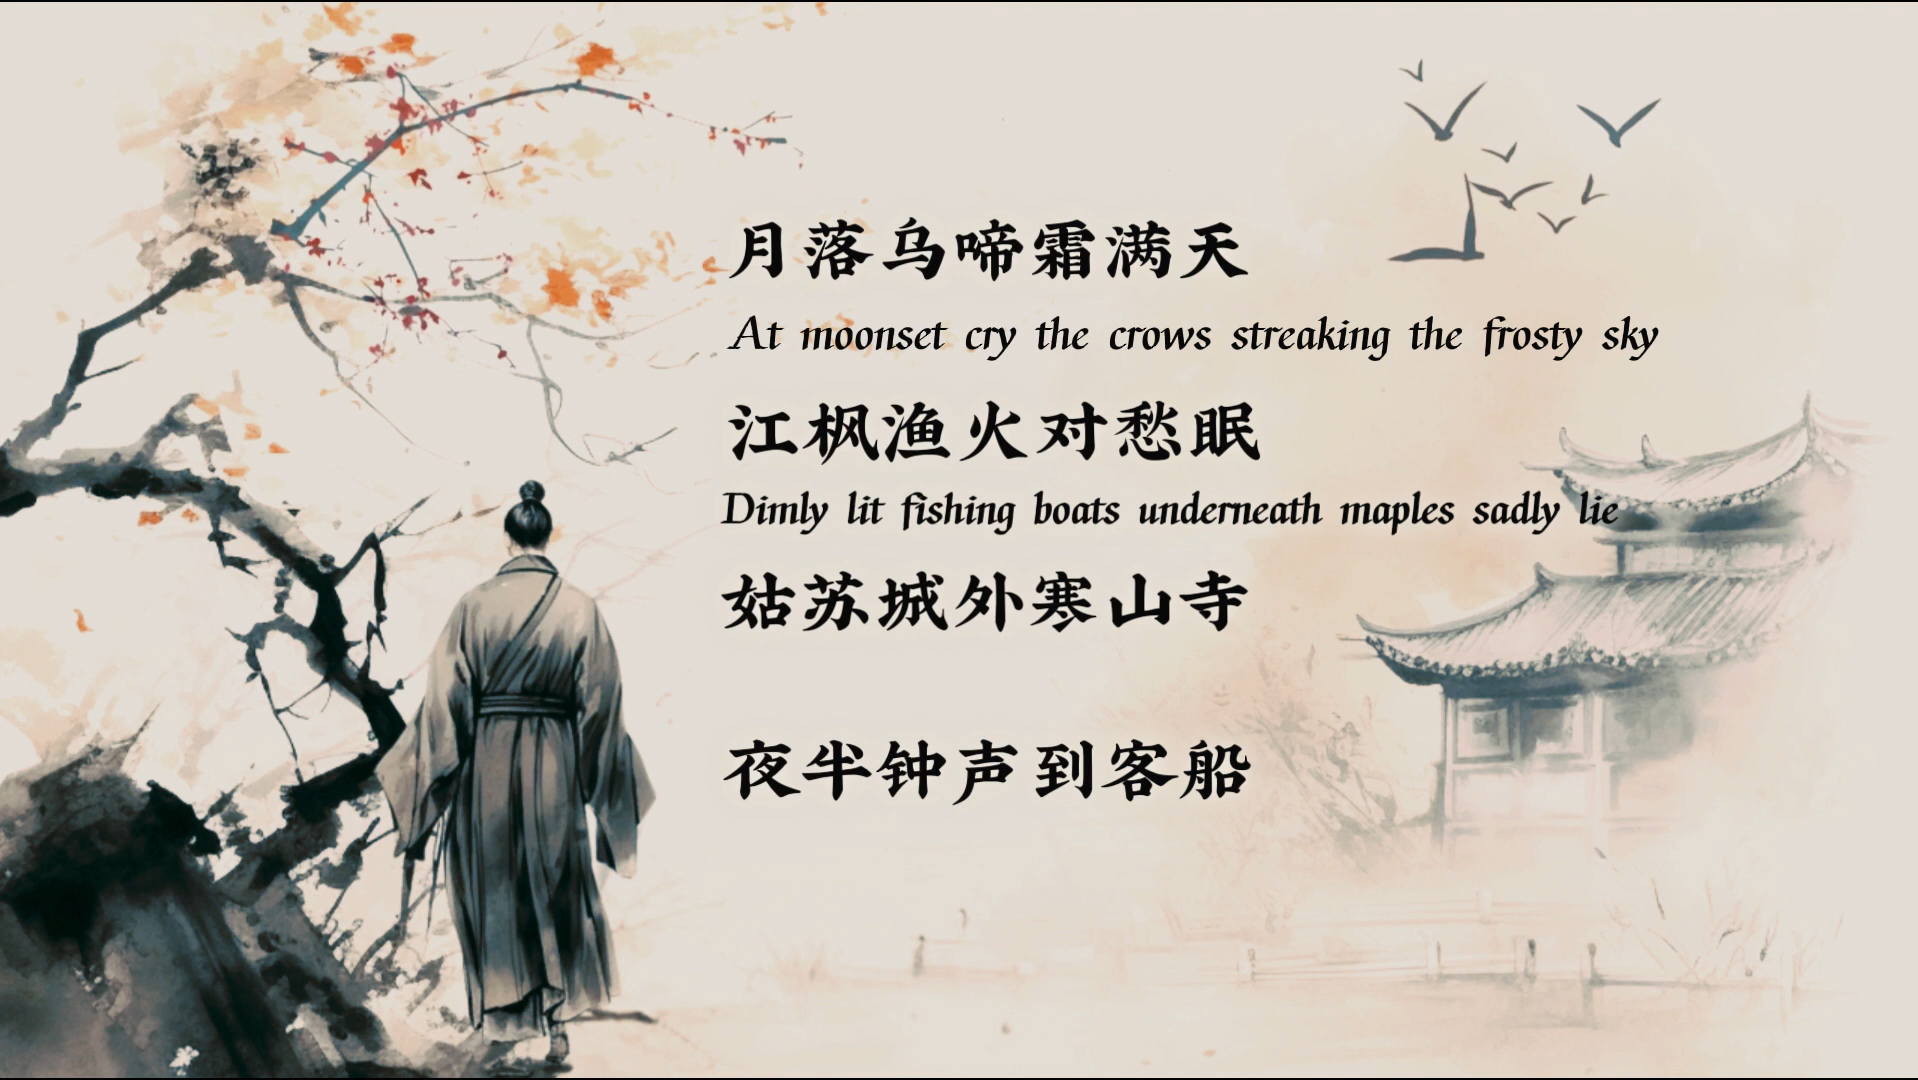 月落乌啼霜满天
At moonset cry the crows streaking the frosty sky
江枫渔火对愁眠
Dimly lit fishing boats underneath maples sadly lie
姑苏城外寒山寺
夜半钟声到客船